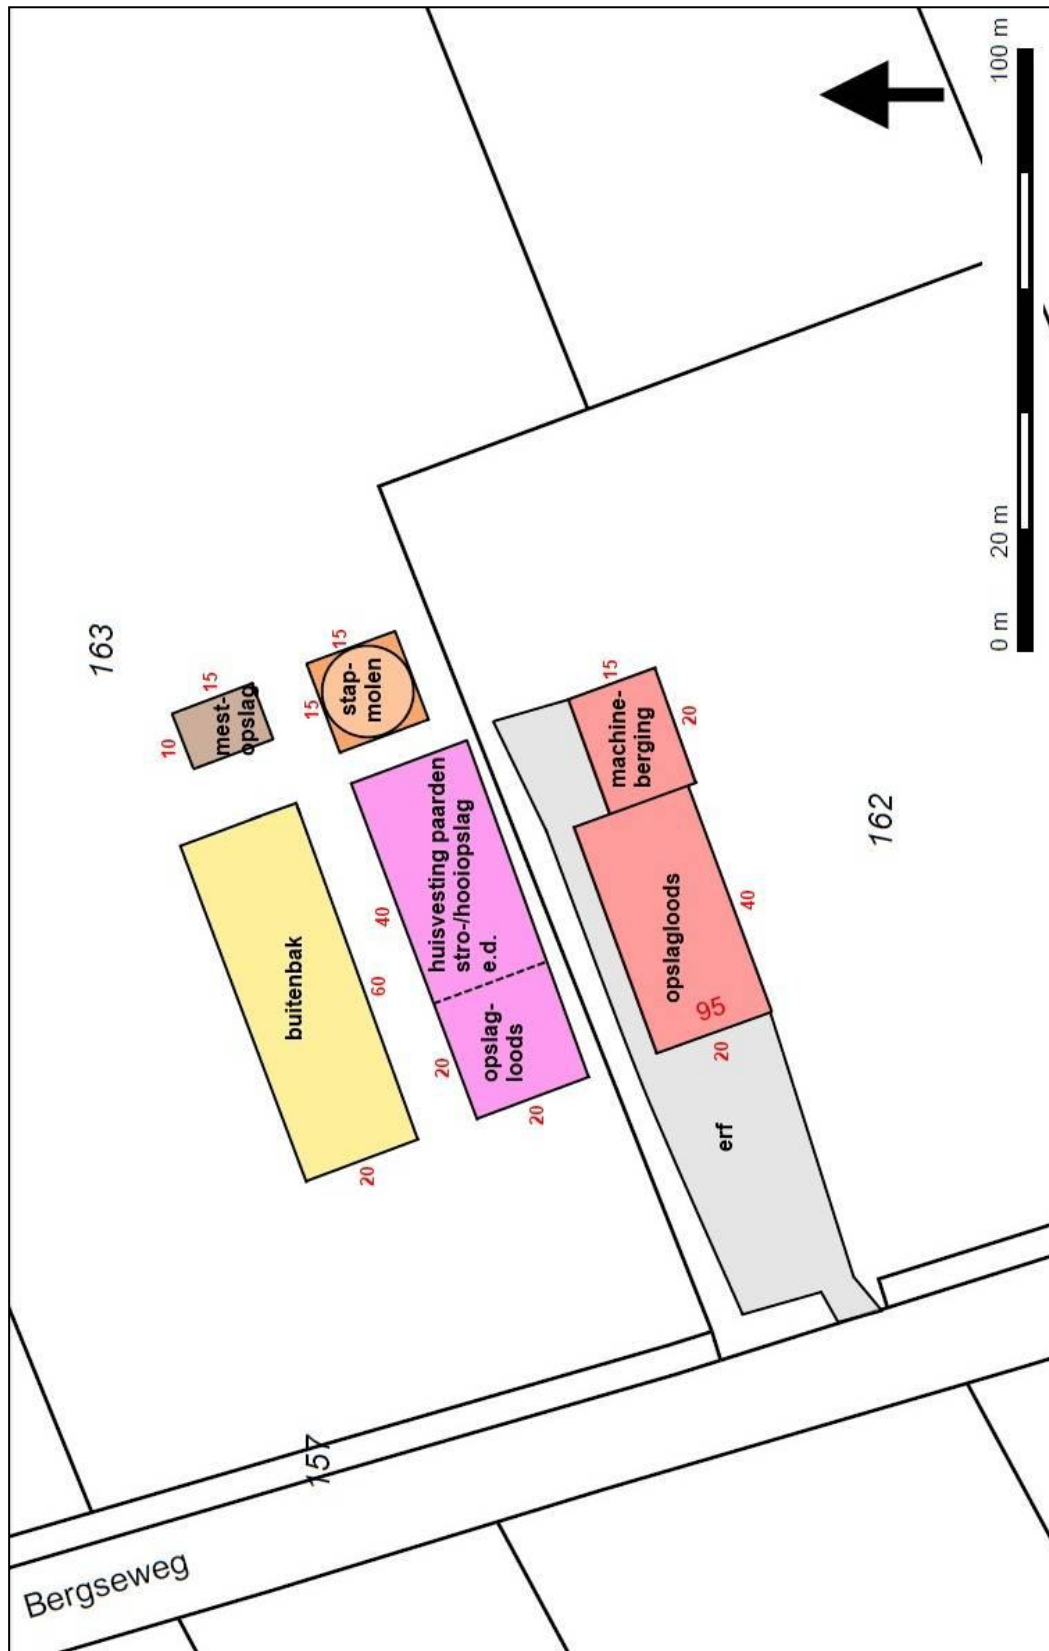 100 m
20 m
0 m
163
15
10
mest-
opslag
15
15
stap-
molen
15
machine-
berging
20
162
huisvesting paarden
stro-/hooiopslag
e.d.
40
opslagloods
40
95
20
buitenbak
60
opslag-
loods
20
20
20
erf
157
Bergseweg